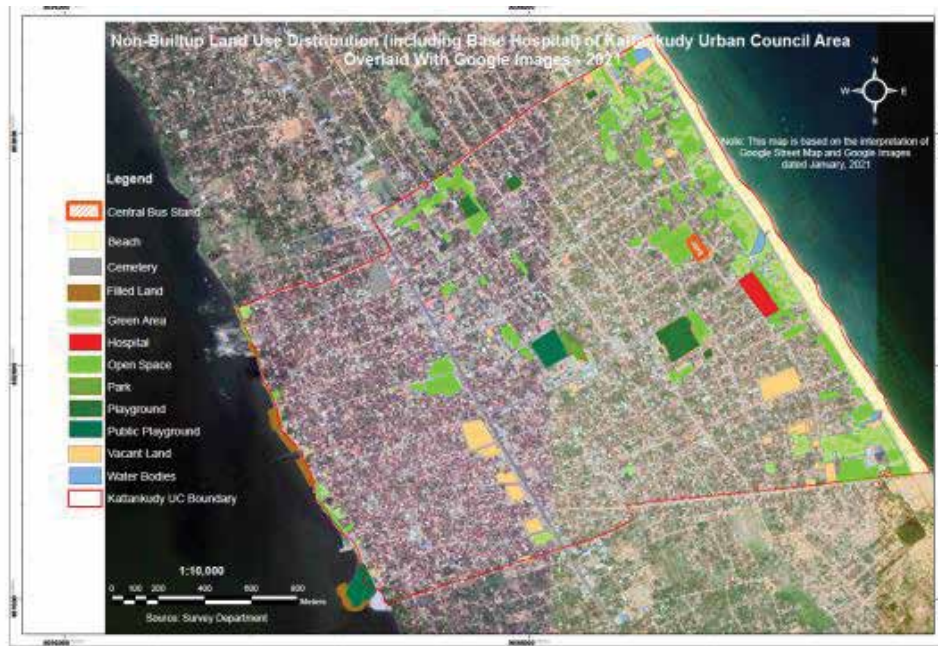 Non-Builtup Land Use Distribution (including Base Hospital) of Kattankudy Urban Council Area
Overlaid With Google Images - 2021
N
W E
S
Note: This map is based on the interpretation of
Google Street Map and Google Images
dated January, 2021
Legend
Central Bus Stand
Beach
Cemetery
Filled Land
Green Area
Hospital
Open Space
Park
Playground
Public Playground
Vacant Land
Water Bodies
Kattankudy UC Boundary
1:10,000
0 100 200 400 600 800
Meters
Source: Survey Department